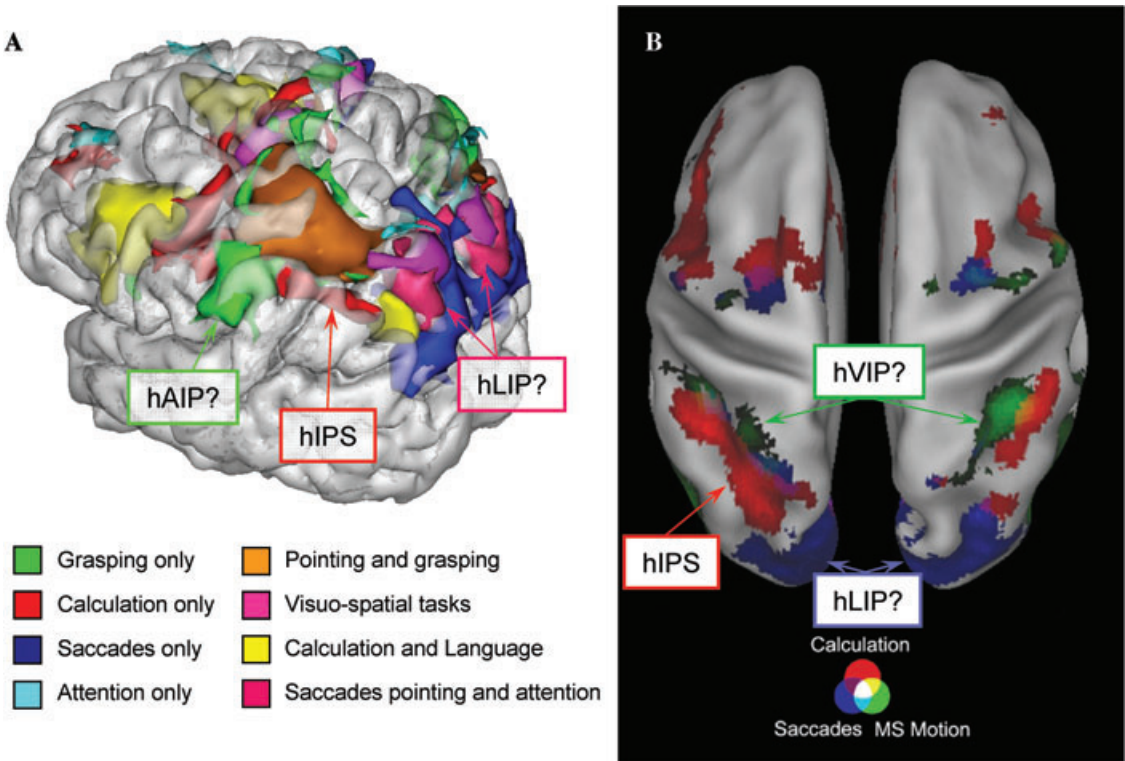 A
B
hAIP?
hIPS
hLIP?
hVIP?
hIPS
hLIP?
Grasping only
Calculation only
Saccades only
Attention only
Pointing and grasping
Visuo-spatial tasks
Calculation and Language
Saccades pointing and attention
Calculation
Saccades MS Motion